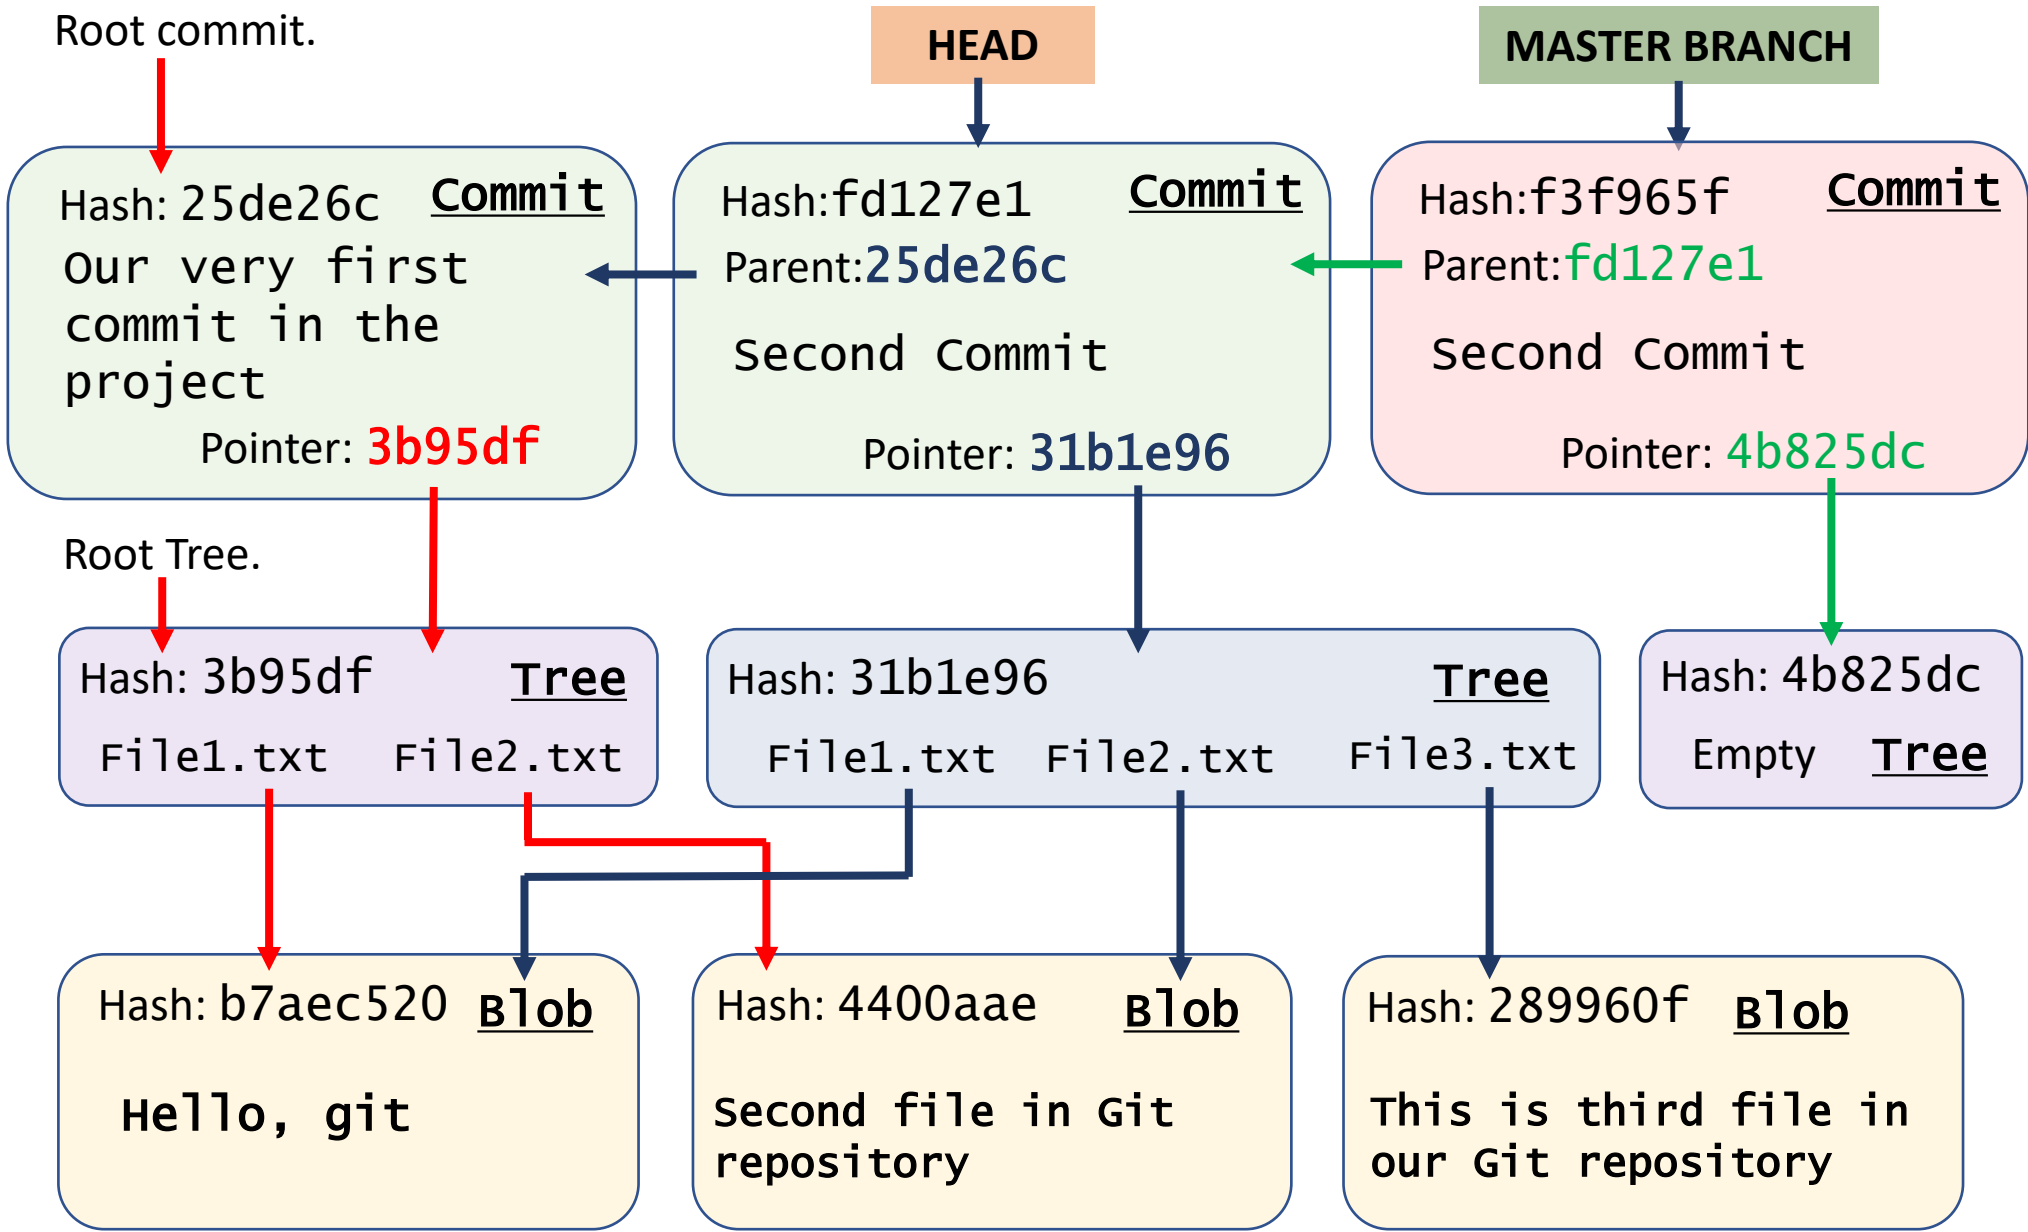 Root commit.
HEAD
MASTER BRANCH
Hash: 25de26c Commit
Our very first
commit in the
project
Pointer: 3b95df
Hash:fd127e1 Commit
Parent:25de26c
Second Commit
Pointer: 31b1e96
Hash:f3f965f Commit
Parent:fd127e1
Second Commit
Pointer: 4b825dc
Root Tree.
Hash: 3b95df Tree
File1.txt File2.txt
Hash: 31b1e96 Tree
File1.txt File2.txt File3.txt
Hash: 4b825dc
Empty Tree
Hash: b7aec520 Blob
Hello, git
Hash: 4400aae Blob
Second file in Git
repository
Hash: 289960f Blob
This is third file in
our Git repository